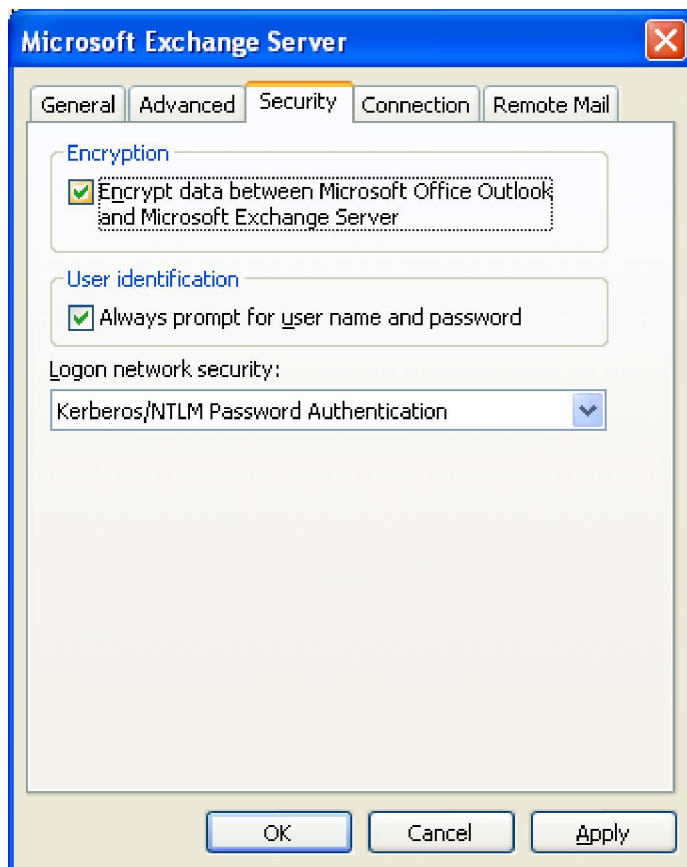 Microsoft Exchange Server
General Advanced Security Connection Remote Mail
Encryption
Encrypt data between Microsoft Office Outlook
and Microsoft Exchange Server
User identification
Always prompt for user name and password
Logon network security:
Kerberos/NTLM Password Authentication
OK Cancel Apply